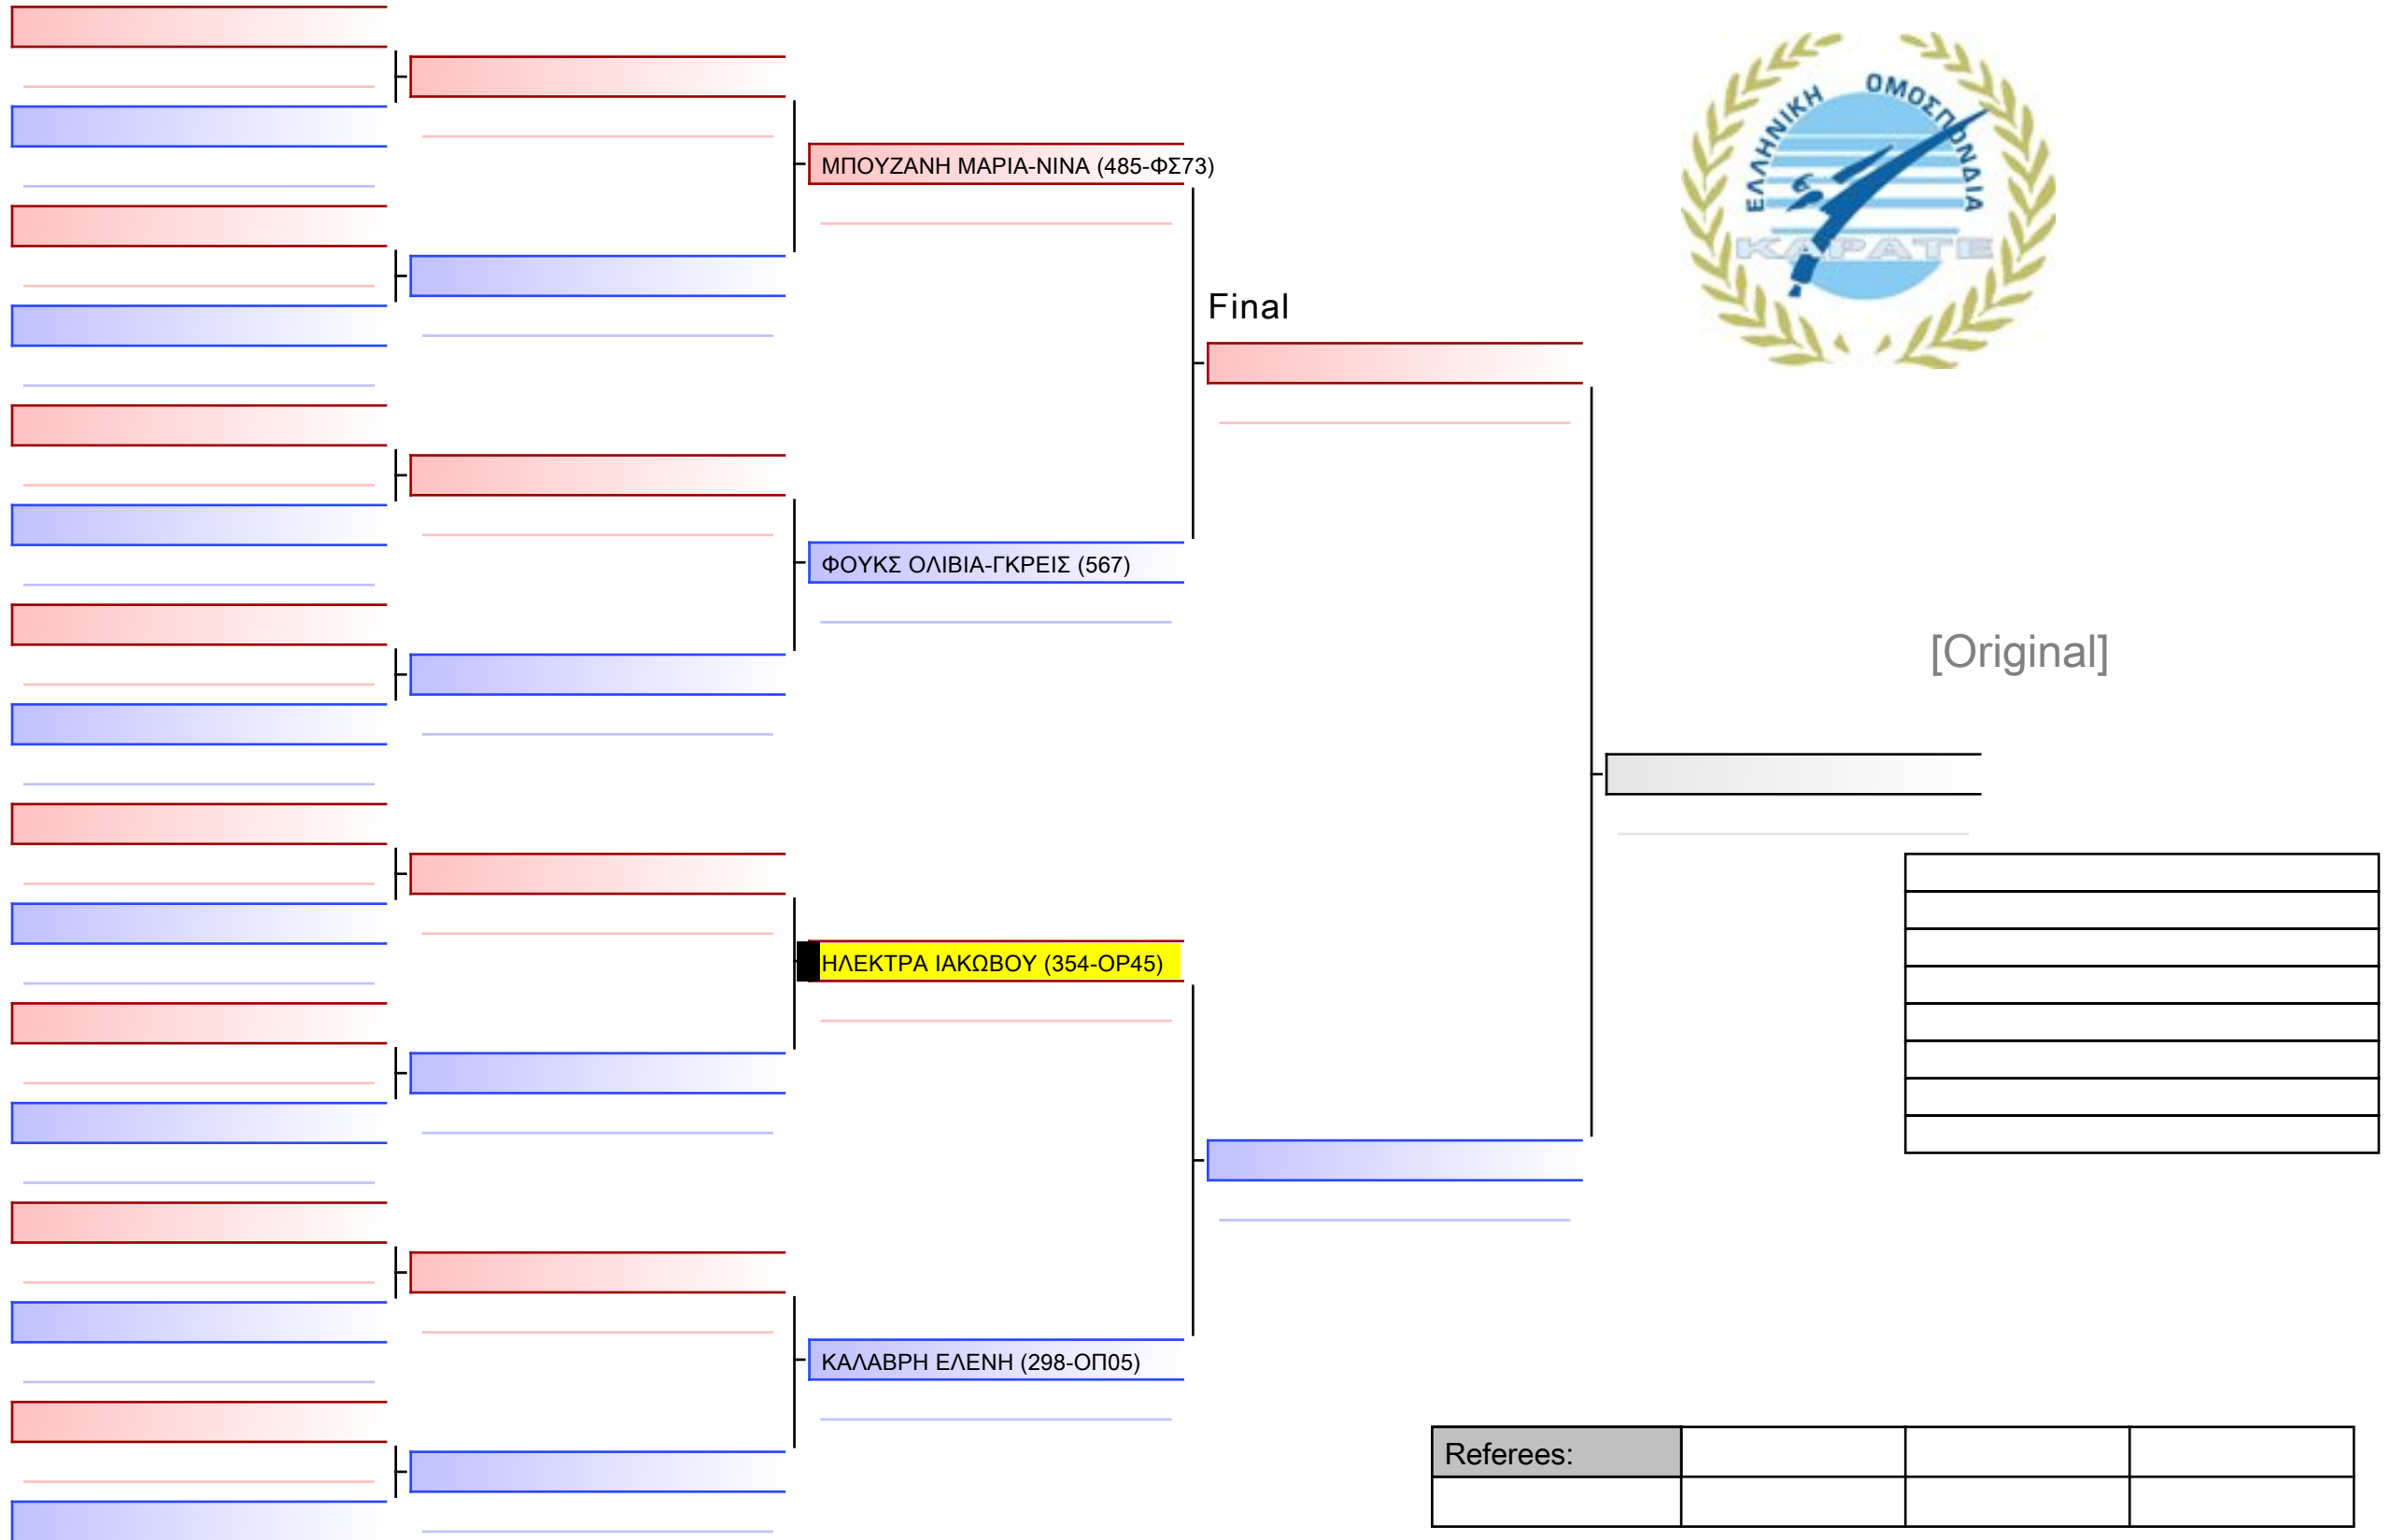 ΕΛΛΗΝΙΚΗ ΟΜΟΣΠΟΝΔΙΑ
ΚΑΡΑΤΕ
ΜΠΟΥΖΑΝΗ ΜΑΡΙΑ-ΝΙΝΑ (485-ΦΣ73)
Final
ΦΟΥΚΣ ΟΛΙΒΙΑ-ΓΚΡΕΙΣ (567)
[Original]
ΗΛΕΚΤΡΑ ΙΑΚΩΒΟΥ (354-ΟΡ45)
ΚΑΛΑΒΡΗ ΕΛΕΝΗ (298-ΟΠ05)
Referees: